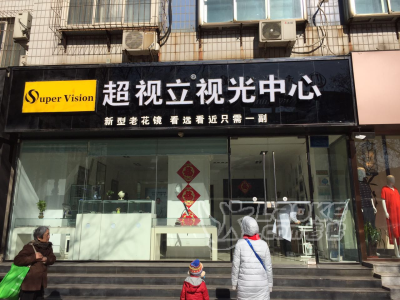 Super Vision
超视立®视光中心
新型老花镜 看远看近只需一副